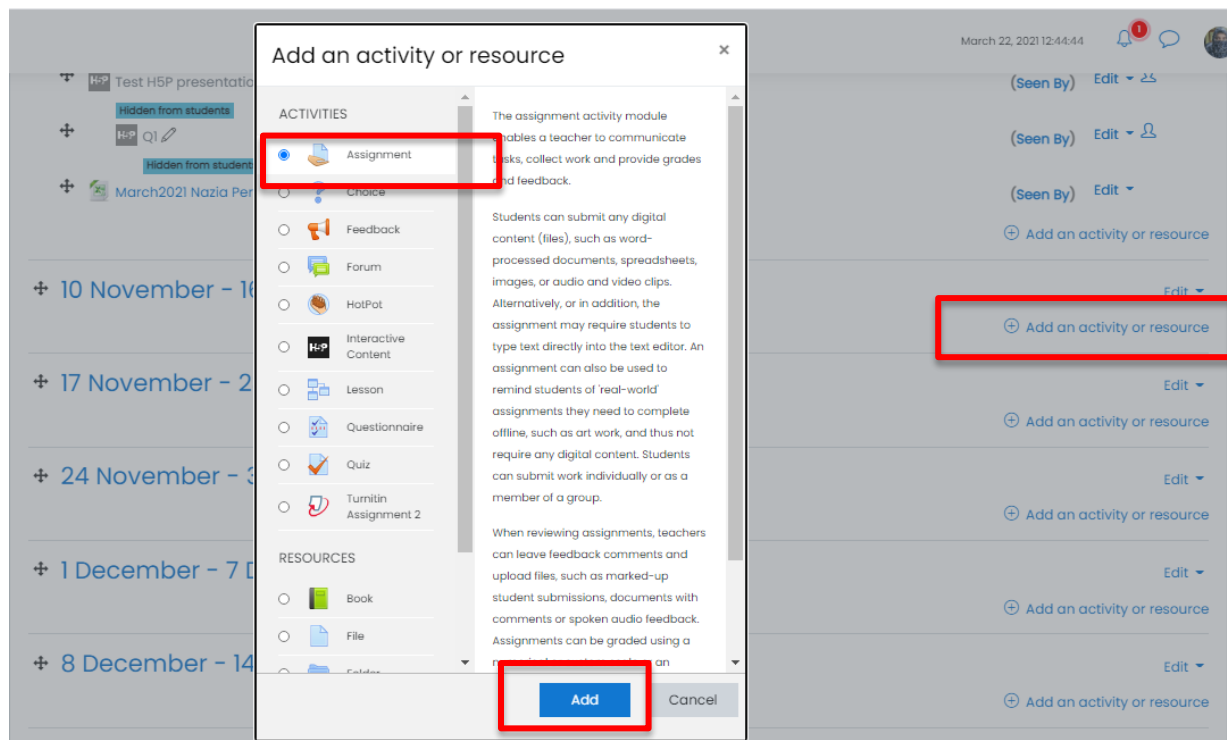 March 22, 2021 12:44:44
1
Add an activity or resource
×
ACTIVITIES
Assignment
Choice
Feedback
Forum
HotPot
H-P
Interactive
Content
Lesson
Questionnaire
Quiz
Turnitin
Assignment 2
RESOURCES
Book
File
Folder
The assignment activity module
enables a teacher to communicate
tasks, collect work and provide grades
and feedback.
Students can submit any digital
content (files), such as word-
processed documents, spreadsheets,
images, or audio and video clips.
Alternatively, or in addition, the
assignment may require students to
type text directly into the text editor. An
assignment can also be used to
remind students of 'real-world'
assignments they need to complete
offline, such as art work, and thus not
require any digital content. Students
can submit work individually or as a
member of a group.
When reviewing assignments, teachers
can leave feedback comments and
upload files, such as marked-up
student submissions, documents with
comments or spoken audio feedback.
Assignments can be graded using a
an
Add
Cancel
H-P Test H5P presentatio
Hidden from students
H-P Q1
Hidden from student
March2021 Nazia Per
(Seen By) Edit
(Seen By) Edit
(Seen By) Edit
Add an activity or resource
10 November - 16
Edit
Add an activity or resource
17 November - 2
Edit
Add an activity or resource
24 November - 3
Edit
Add an activity or resource
1 December - 7 D
Edit
Add an activity or resource
8 December - 14
Edit
Add an activity or resource